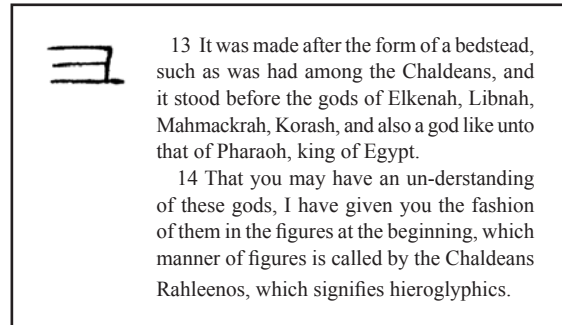 13 It was made after the form of a bedstead,
such as was had among the Chaldeans, and
it stood before the gods of Elkenah, Libnah,
Mahmackrah, Korash, and also a god like unto
that of Pharaoh, king of Egypt.
14 That you may have an un-derstanding
of these gods, I have given you the fashion
of them in the figures at the beginning, which
manner of figures is called by the Chaldeans
Rahleenos, which signifies hieroglyphics.